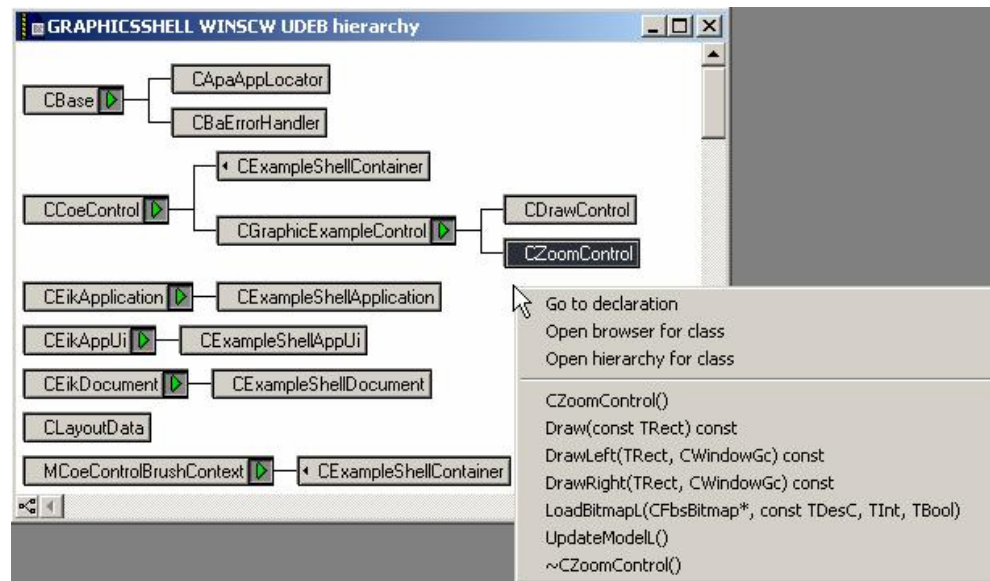 GRAPHICSSHELL WINSCW UDEB hierarchy
CApaAppLocator
CBase
CBaErrorHandler
CExampleShellContainer
CCoeControl
CDrawControl
CGraphicExampleControl
CZoomControl
CEikApplication
CExampleShellApplication
CEikAppUi
CExampleShellAppUi
CEikDocument
CExampleShellDocument
CLayoutData
MCoeControlBrushContext
CExampleShellContainer
Go to declaration
Open browser for class
Open hierarchy for class
CZoomControl()
Draw(const TRect) const
DrawLeft(TRect, CWindowGc) const
DrawRight(TRect, CWindowGc) const
LoadBitmapL(CFbsBitmap*, const TDesC, TInt, TBool)
UpdateModelL()
~CZoomControl()